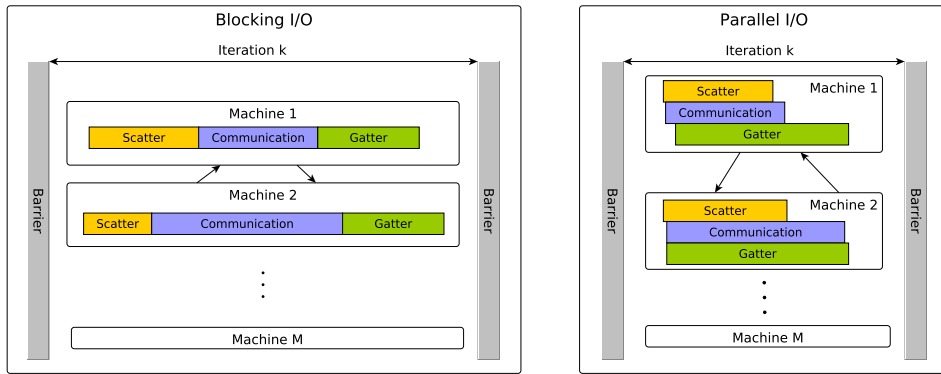 Blocking I/O
Iteration k
Barrier
Machine 1
Scatter Communication Gatter
Machine 2
Scatter Communication Gatter
Machine M
Barrier
Parallel I/O
Iteration k
Barrier
Machine 1
Scatter
Communication
Gatter
Machine 2
Scatter
Communication
Gatter
Machine M
Barrier